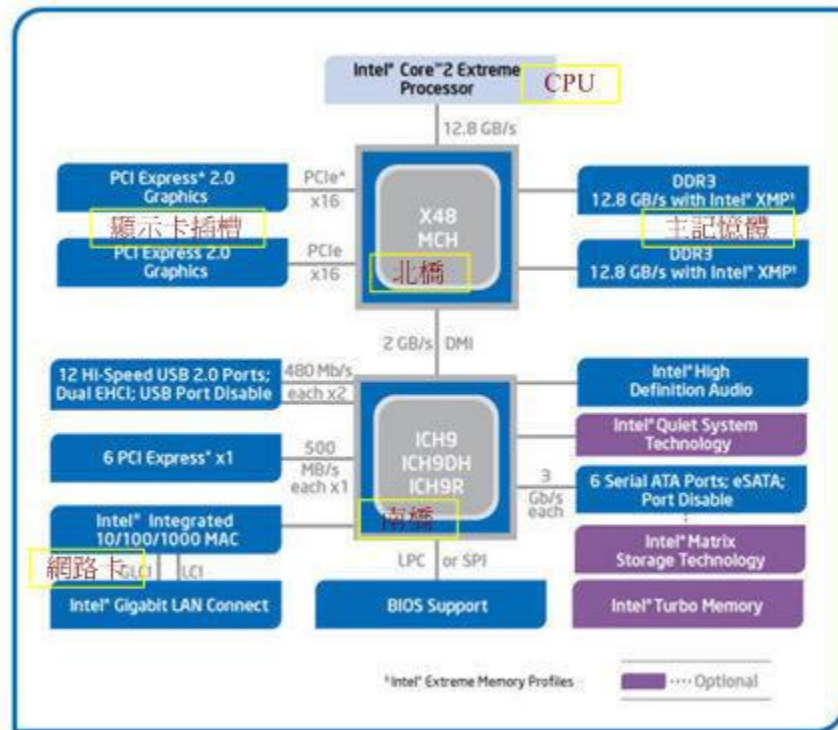 Intel® Core™2 Extreme
Processor
CPU
12.8 GB/s
PCI Express* 2.0
Graphics
PCIe*
x16
顯示卡插槽
PCI Express 2.0
Graphics
PCIe
x16
X48
MCH
北橋
DDR3
12.8 GB/s with Intel® XMP‡
主記憶體
DDR3
12.8 GB/s with Intel® XMP‡
2 GB/s DMI
12 Hi-Speed USB 2.0 Ports;
Dual EHCI; USB Port Disable
480 Mb/s
each x2
6 PCI Express* x1
500
MB/s
each x1
Intel® Integrated
10/100/1000 MAC
網路卡
GLCI
LCI
Intel® Gigabit LAN Connect
ICH9
ICH9DH
ICH9R
南橋
LPC or SPI
BIOS Support
Intel® High
Definition Audio
Intel® Quiet System
Technology
3
Gb/s
each
6 Serial ATA Ports; eSATA;
Port Disable
Intel® Matrix
Storage Technology
Intel® Turbo Memory
‡Intel® Extreme Memory Profiles
Optional